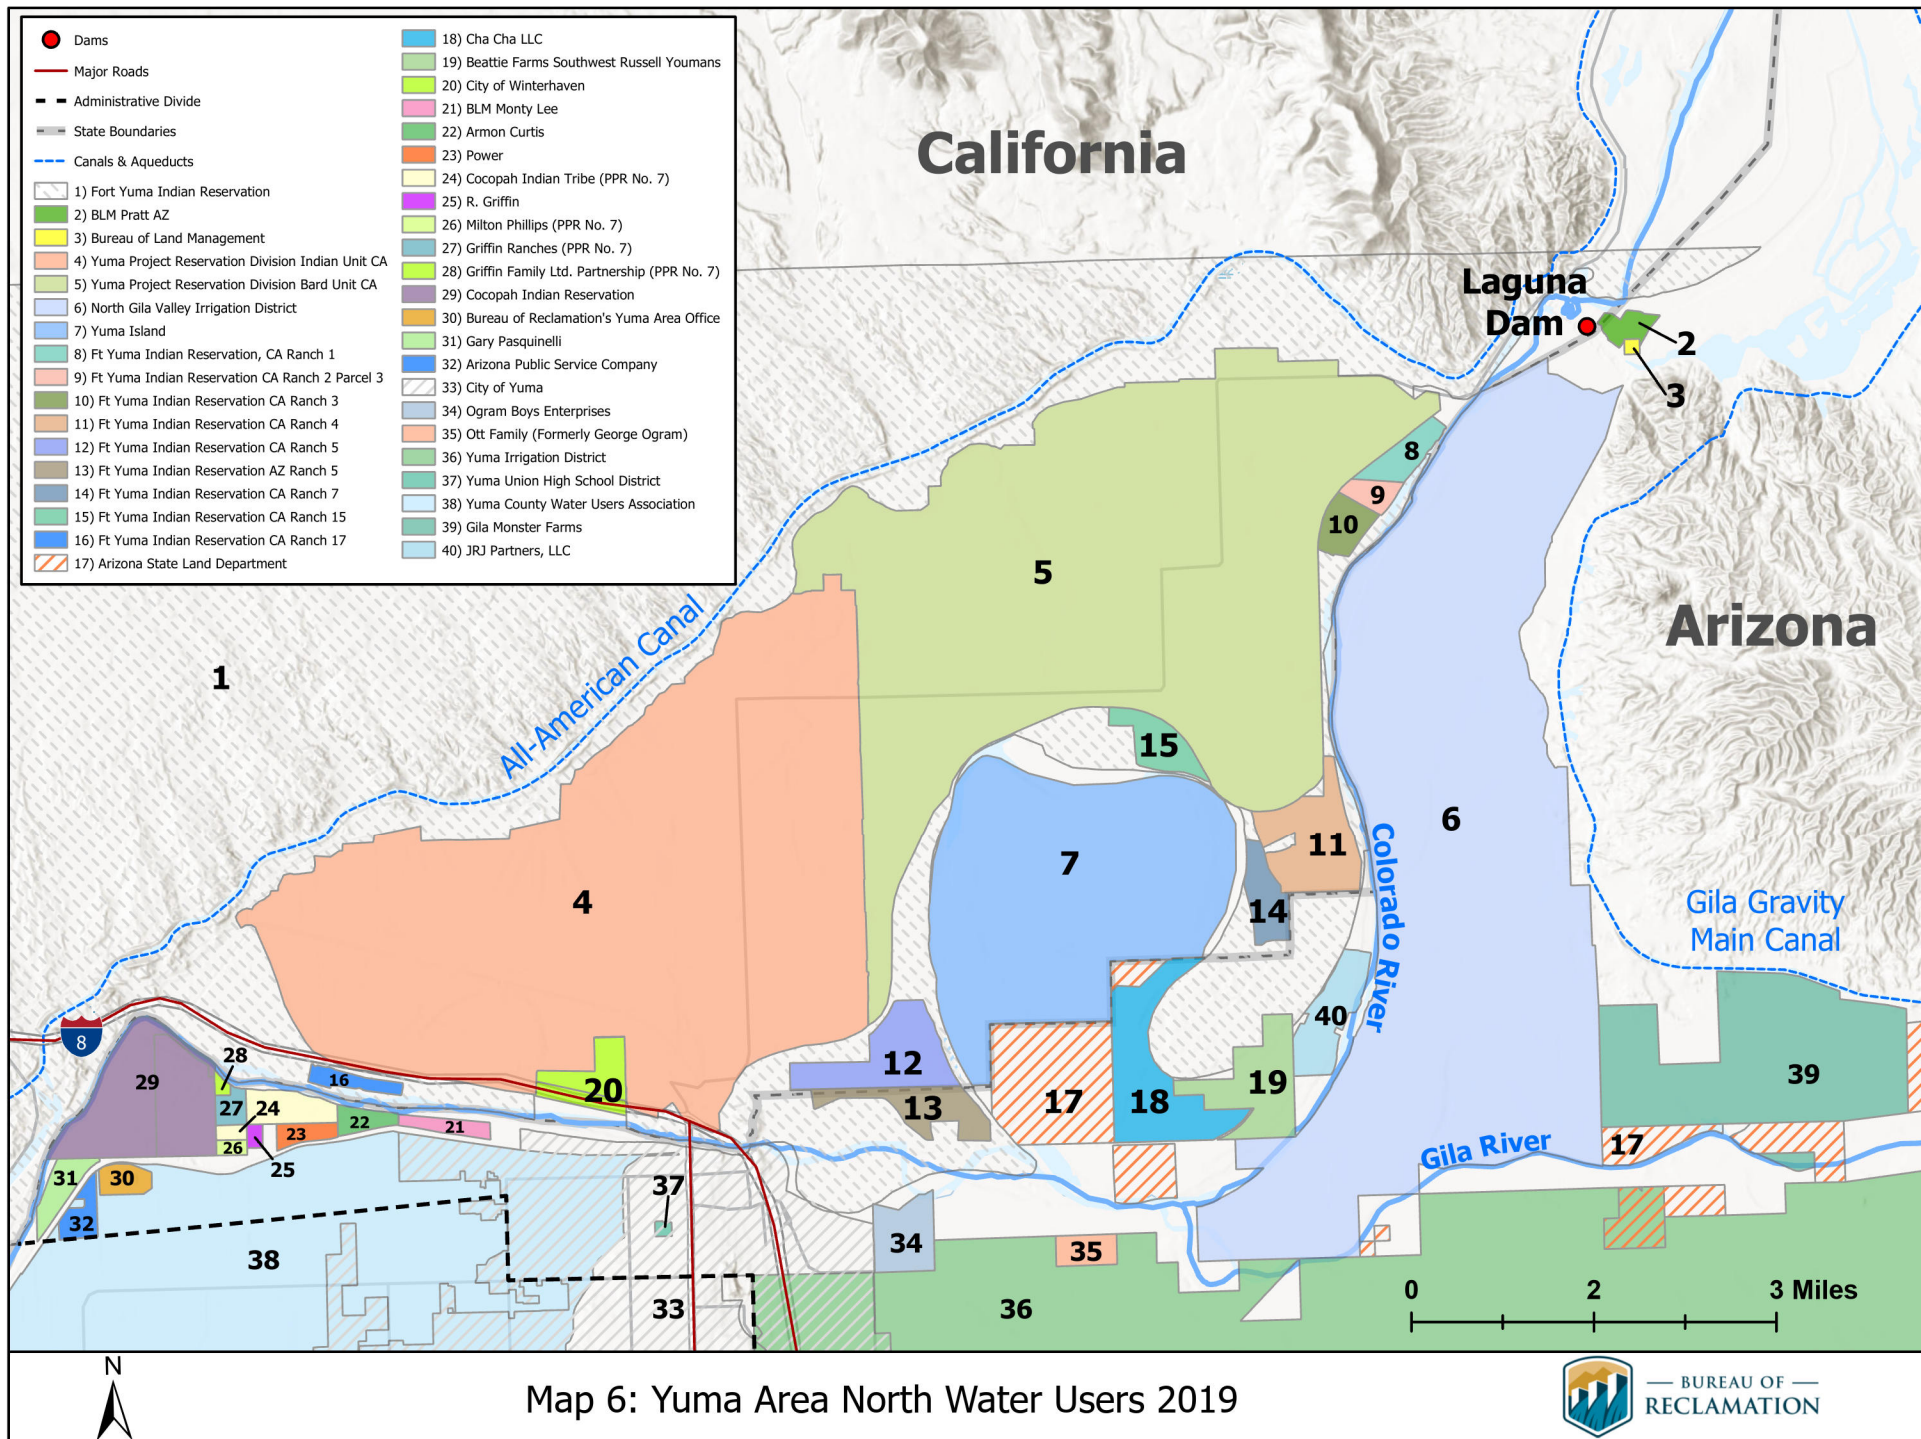 Dams
Major Roads
Administrative Divide
State Boundaries
Canals & Aqueducts
1) Fort Yuma Indian Reservation
2) BLM Pratt AZ
3) Bureau of Land Management
4) Yuma Project Reservation Division Indian Unit CA
5) Yuma Project Reservation Division Bard Unit CA
6) North Gila Valley Irrigation District
7) Yuma Island
8) Ft Yuma Indian Reservation, CA Ranch 1
9) Ft Yuma Indian Reservation CA Ranch 2 Parcel 3
10) Ft Yuma Indian Reservation CA Ranch 3
11) Ft Yuma Indian Reservation CA Ranch 4
12) Ft Yuma Indian Reservation CA Ranch 5
13) Ft Yuma Indian Reservation AZ Ranch 5
14) Ft Yuma Indian Reservation CA Ranch 7
15) Ft Yuma Indian Reservation CA Ranch 15
16) Ft Yuma Indian Reservation CA Ranch 17
17) Arizona State Land Department
18) Cha Cha LLC
19) Beattie Farms Southwest Russell Youmans
20) City of Winterhaven
21) BLM Monty Lee
22) Armon Curtis
23) Power
24) Cocopah Indian Tribe (PPR No. 7)
25) R. Griffin
26) Milton Phillips (PPR No. 7)
27) Griffin Ranches (PPR No. 7)
28) Griffin Family Ltd. Partnership (PPR No. 7)
29) Cocopah Indian Reservation
30) Bureau of Reclamation's Yuma Area Office
31) Gary Pasquinelli
32) Arizona Public Service Company
33) City of Yuma
34) Ogram Boys Enterprises
35) Ott Family (Formerly George Ogram)
36) Yuma Irrigation District
37) Yuma Union High School District
38) Yuma County Water Users Association
39) Gila Monster Farms
40) JRJ Partners, LLC
California
Laguna
Dam
2
3
8
9
10
5
Arizona
1
All-American Canal
15
6
7
11
4
Colorado River
14
Gila Gravity
Main Canal
40
8
28
12
29
16
20
39
27
24
13
17
18
19
22
21
23
26
25
17
Gila River
31
30
37
32
34
35
38
33
36
0
2
3 Miles
N
Map 6: Yuma Area North Water Users 2019
BUREAU OF
RECLAMATION